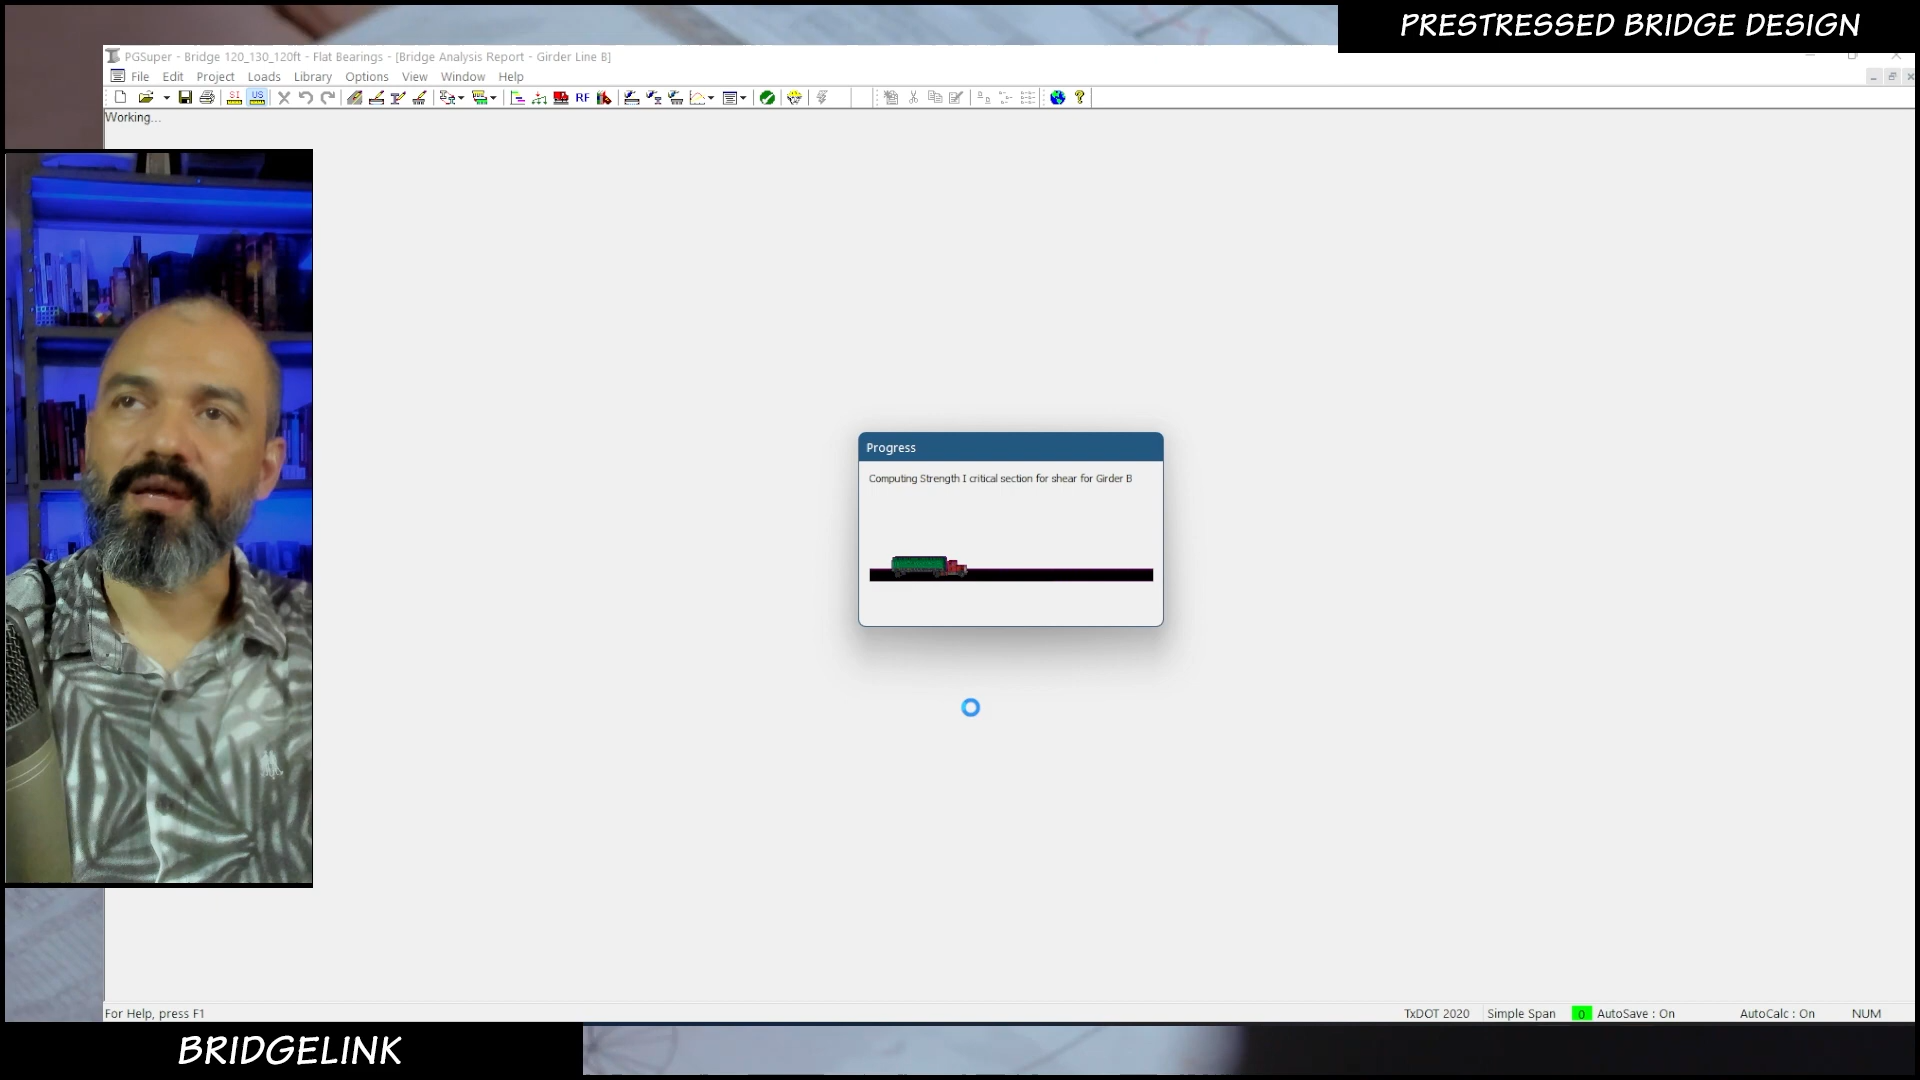 PRESTRESSED BRIDGE DESIGN
PGSuper - Bridge 120_130_120ft - Flat Bearings - [Bridge Analysis Report - Girder Line B]
File Edit Project Loads Library Options View Window Help
SI US RF
Working...
Progress
Computing Strength I critical section for shear for Girder B
For Help, press F1
TxDOT 2020 Simple Span 0 AutoSave : On AutoCalc : On NUM
BRIDGELINK